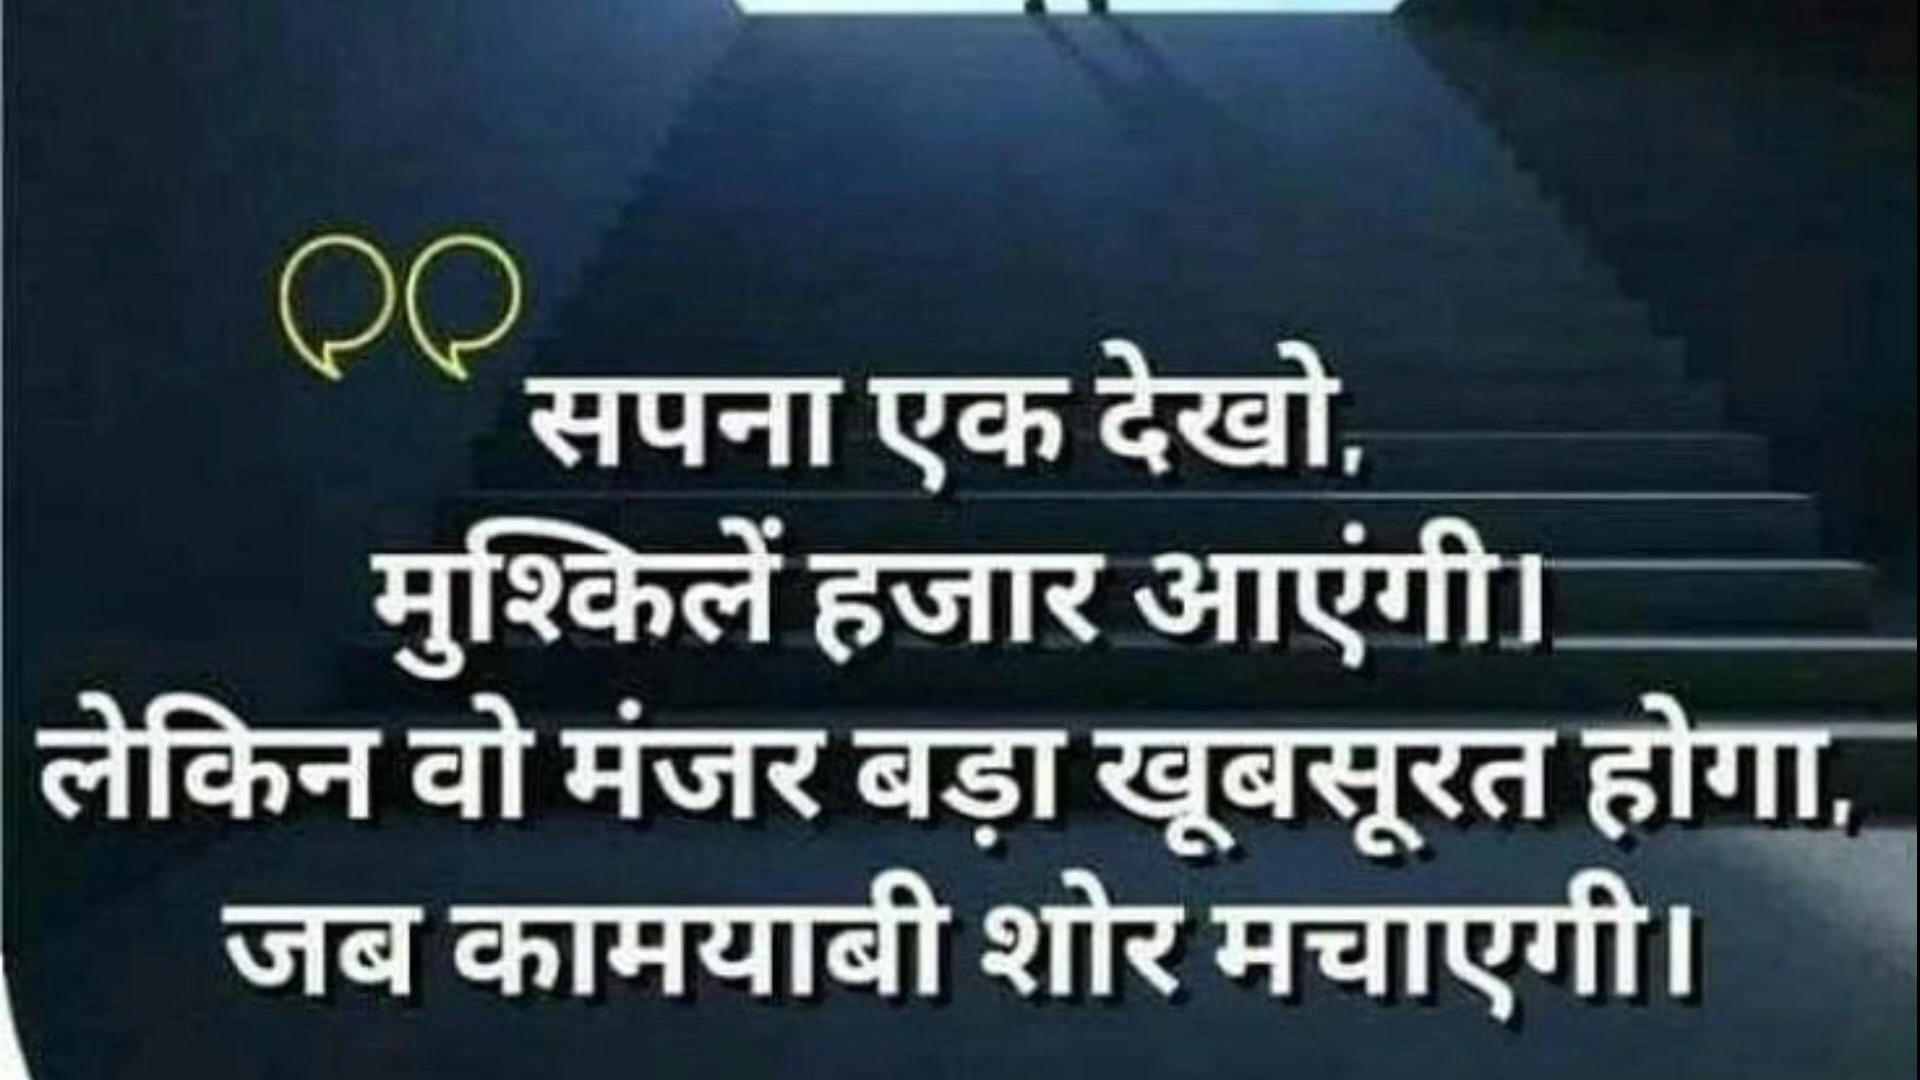 सपना एक देखो,
मुश्किलें हजार आएंगी।
लेकिन वो मंजर बड़ा खूबसूरत होगा,
जब कामयाबी शोर मचाएगी।